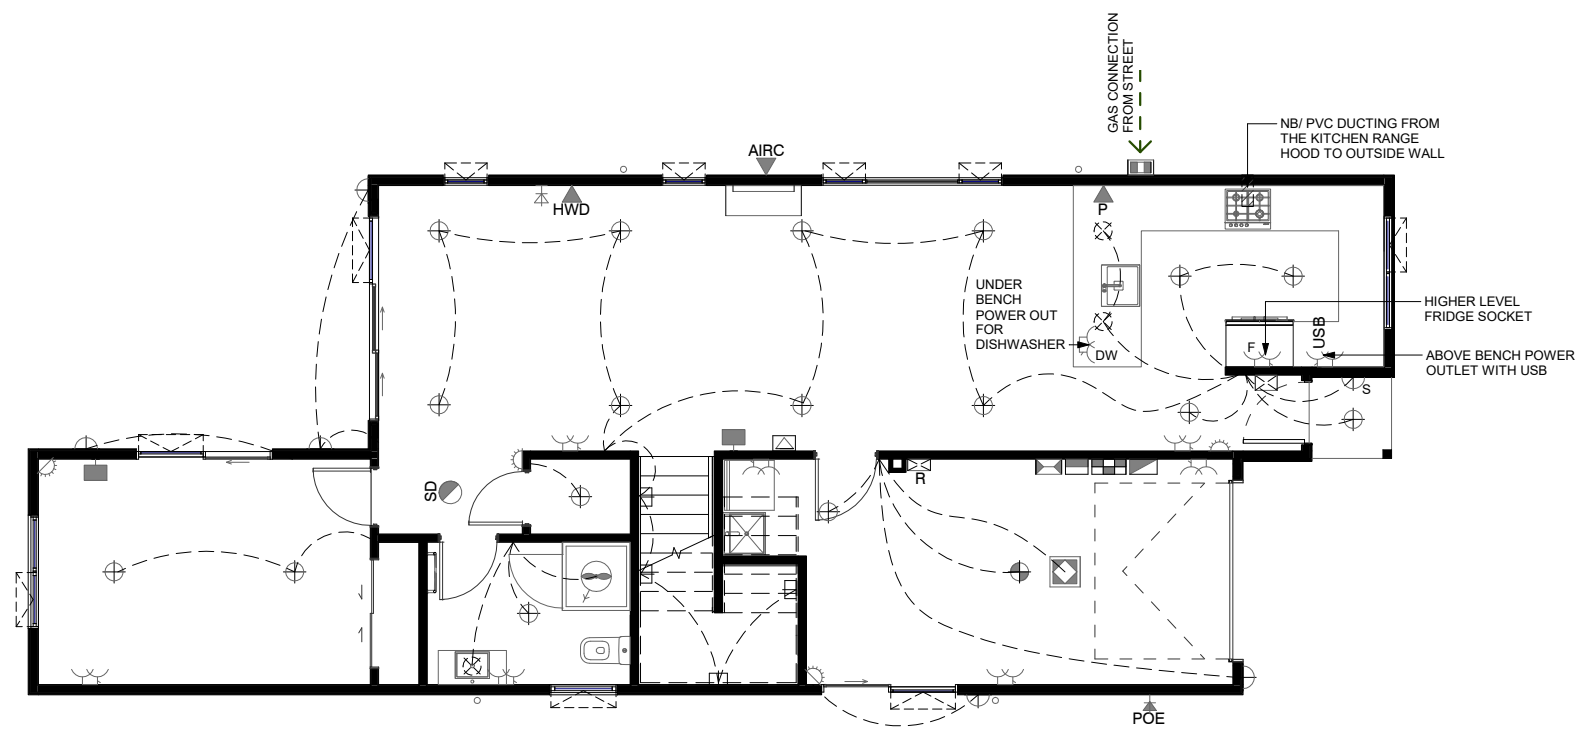 GAS CONNECTION
FROM STREET
NB/ PVC DUCTING FROM
THE KITCHEN RANGE
HOOD TO OUTSIDE WALL
AIRC
HWD
P
UNDER
BENCH
POWER OUT
FOR
DISHWASHER
DW
F
USB
HIGHER LEVEL
FRIDGE SOCKET
ABOVE BENCH POWER
OUTLET WITH USB
S
SD
R
POE